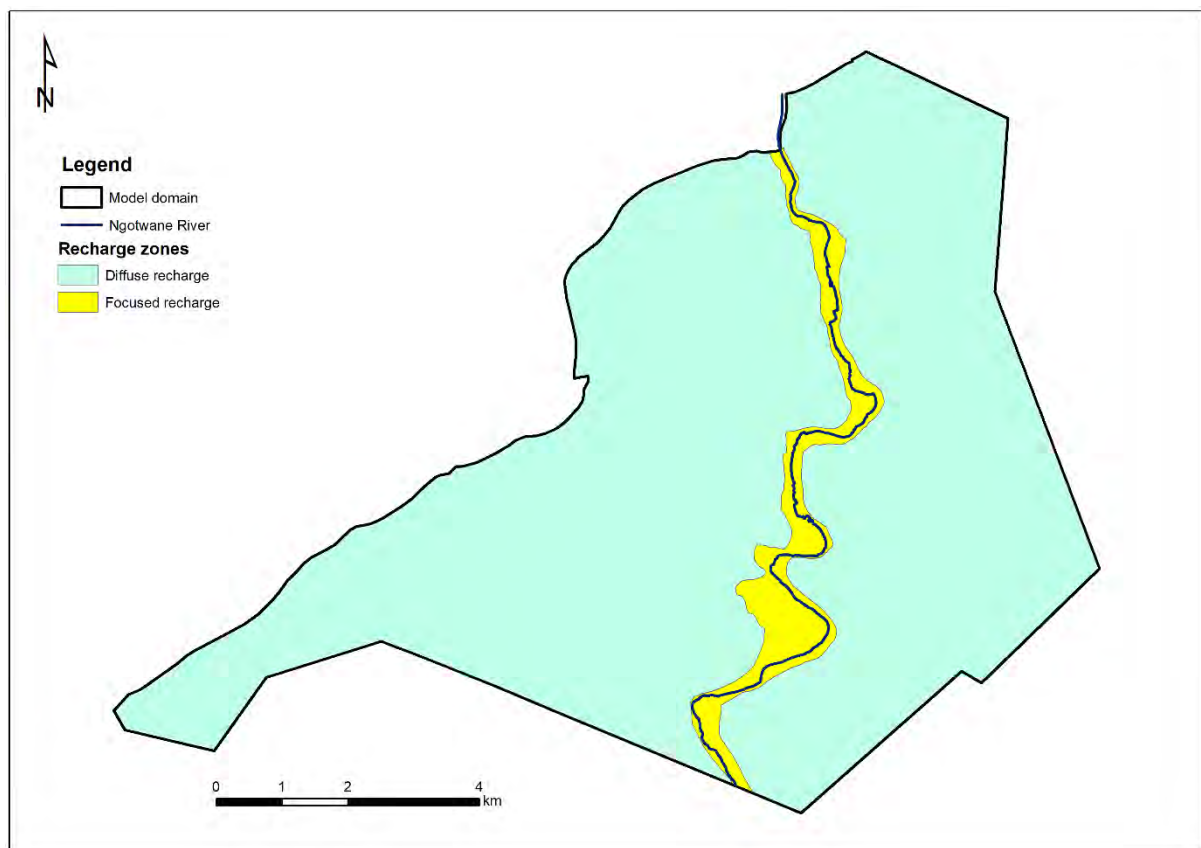 N
Legend
Model domain
Ngotwane River
Recharge zones
Diffuse recharge
Focused recharge
0 1 2 4
km